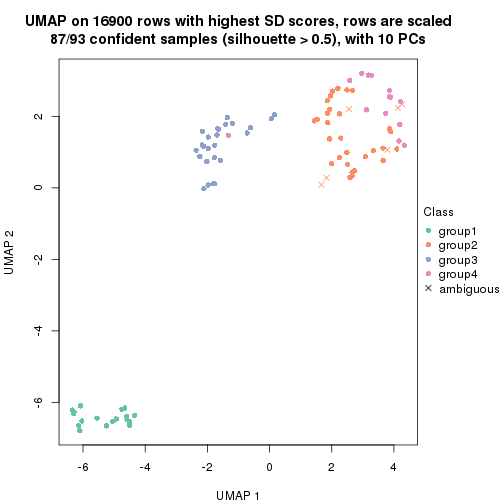 UMAP on 16900 rows with highest SD scores, rows are scaled
87/93 confident samples (silhouette > 0.5), with 10 PCs
2
0
-2
-4
-6
UMAP 2
-6 -4 -2 0 2 4
UMAP 1
Class
group1
group2
group3
group4
ambiguous